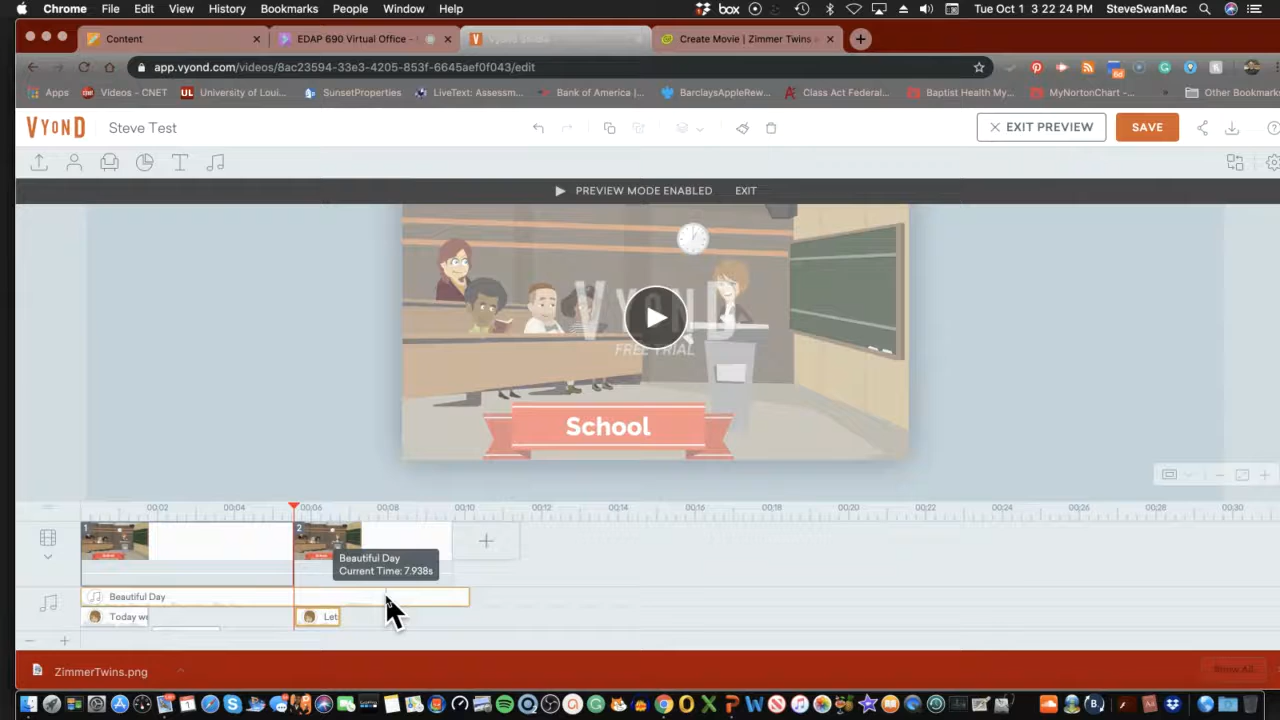 Chrome File Edit View History Bookmarks People Window Help box Tue Oct 1 3 22 24 PM SteveSwanMac
Content EDAP 690 Virtual Office - Create Movie | Zimmer Twins
app.vyond.com/videos/8ac23594-33e3-4205-853f-6645aef0f043/edit
Apps Videos - CNET University of Loui... SunsetProperties LiveText: Assessm... Bank of America |... BarclaysAppleRew... Class Act Federal... Baptist Health My... MyNortonChart -... Other Bookmarks
VYOND Steve Test EXIT PREVIEW SAVE
PREVIEW MODE ENABLED EXIT
VYOND
FREE TRIAL
School
00:02 00:04 00:06 00:08 00:10 00:12 00:14 00:16 00:18 00:20 00:22 00:24 00:26 00:28 00:30
1 2
Beautiful Day
Current Time: 7.938s
Beautiful Day
Today we Let
ZimmerTwins.png Show All